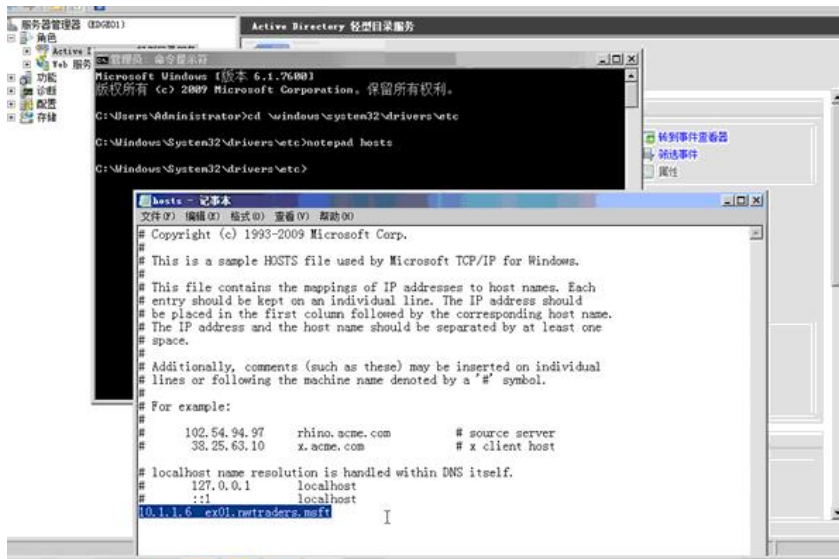 服务器管理器 (EDGE01)
角色
Active
Web 服务
功能
诊断
配置
存储
Active Directory 轻型目录服务
管理员: 命令提示符
Microsoft Windows [版本 6.1.7600]
版权所有 (c) 2009 Microsoft Corporation。保留所有权利。
C:\Users\Administrator>cd \windows\system32\drivers\etc
C:\Windows\System32\drivers\etc>notepad hosts
C:\Windows\System32\drivers\etc>
转到事件查看器
筛选事件
属性
hosts - 记事本
文件(F) 编辑(E) 格式(O) 查看(V) 帮助(H)
# Copyright (c) 1993-2009 Microsoft Corp.
#
# This is a sample HOSTS file used by Microsoft TCP/IP for Windows.
#
# This file contains the mappings of IP addresses to host names. Each
# entry should be kept on an individual line. The IP address should
# be placed in the first column followed by the corresponding host name.
# The IP address and the host name should be separated by at least one
# space.
#
# Additionally, comments (such as these) may be inserted on individual
# lines or following the machine name denoted by a '#' symbol.
#
# For example:
#
# 102.54.94.97 rhino.acme.com # source server
# 38.25.63.10 x.acme.com # x client host
# localhost name resolution is handled within DNS itself.
# 127.0.0.1 localhost
# ::1 localhost
10.1.1.6 ex01.nwtraders.msft